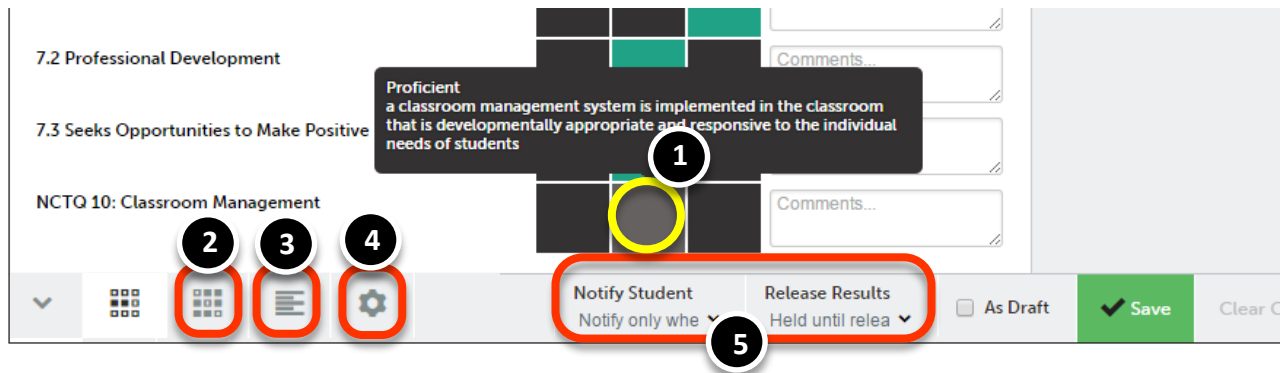 7.2 Professional Development
Comments...
Proficient
a classroom management system is implemented in the classroom
that is developmentally appropriate and responsive to the individual
needs of students
7.3 Seeks Opportunities to Make Positive
1
NCTQ 10: Classroom Management
Comments...
2
3
4
Notify Student
Release Results
Notify only whe
Held until relea
As Draft
Save
Clear C
5